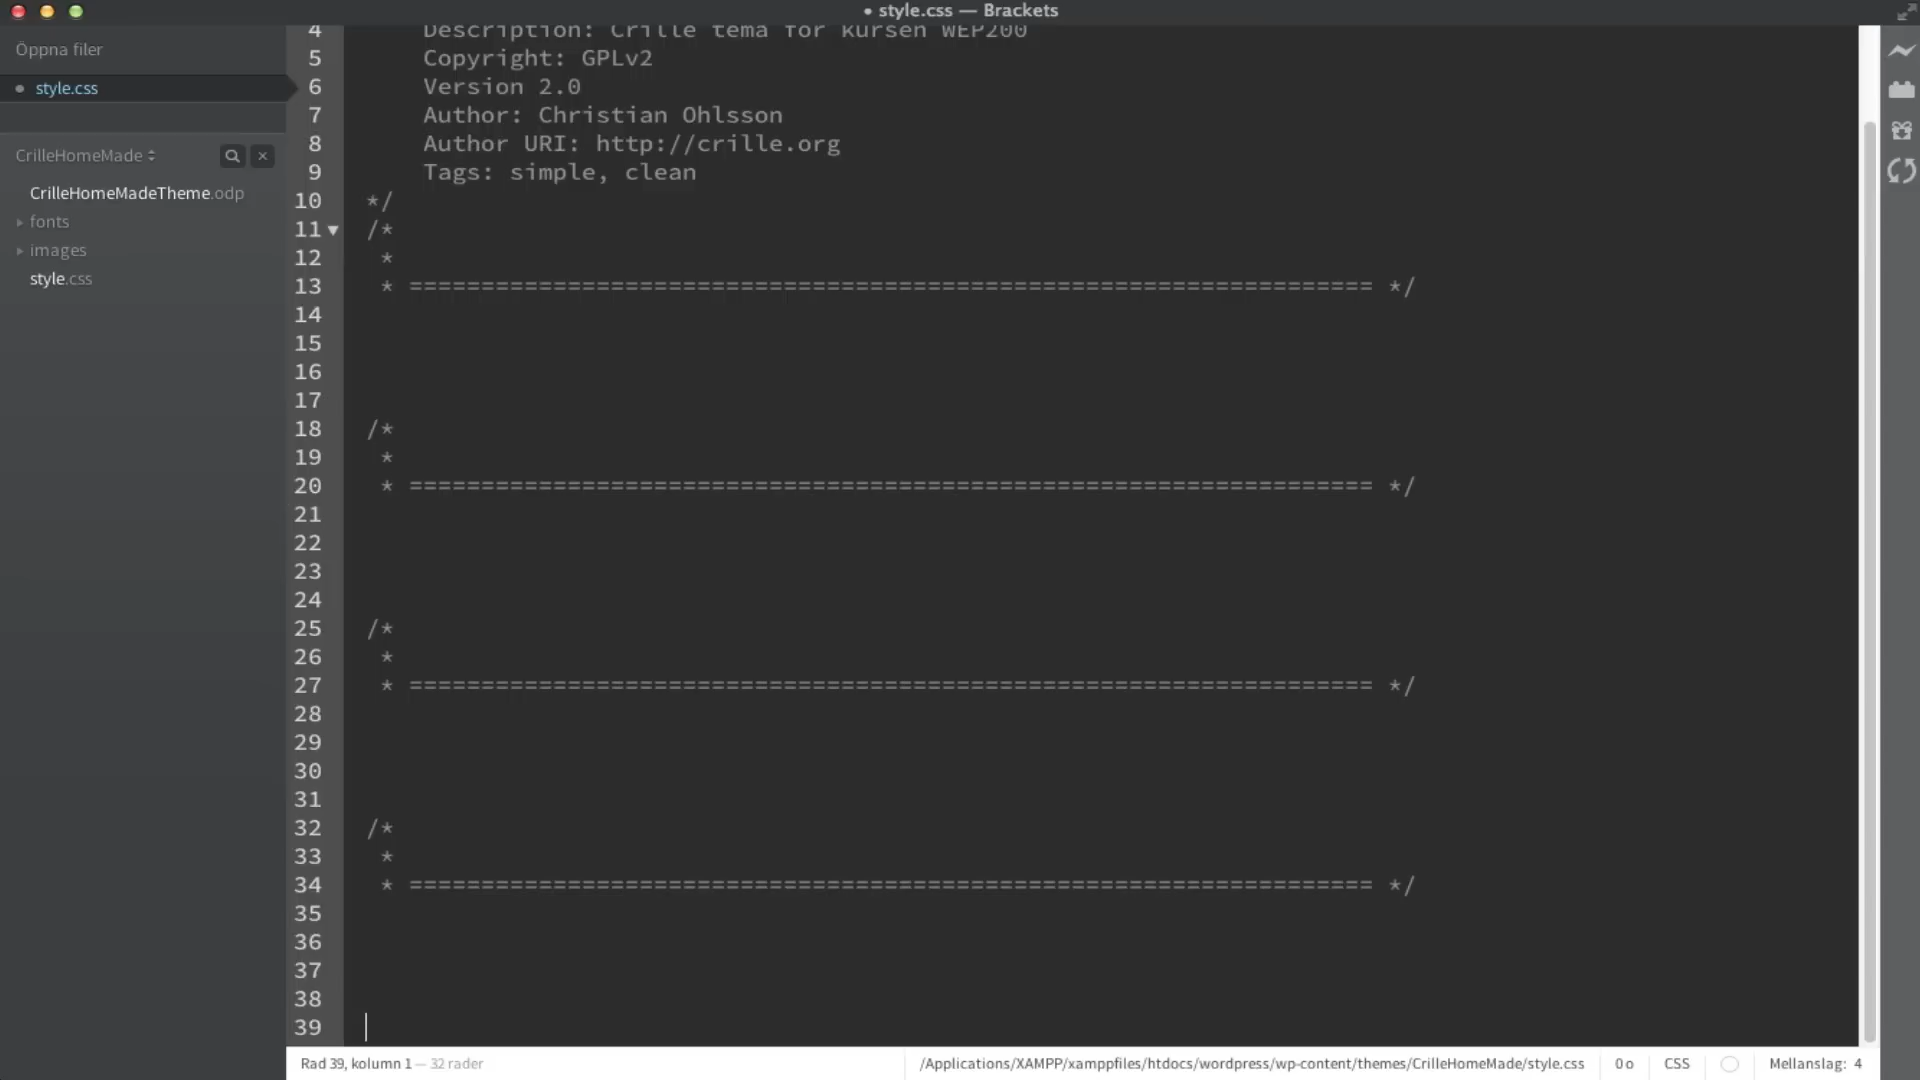 • style.css — Brackets
Öppna filer
style.css
CrilleHomeMade
CrilleHomeMadeTheme.odp
fonts
images
style.css
4 Description: Crille tema för kursen WEP200
5 Copyright: GPLv2
6 Version 2.0
7 Author: Christian Ohlsson
8 Author URI: http://crille.org
9 Tags: simple, clean
10 */
11 /*
12 *
13 * =================================================================== */
14
15
16
17
18 /*
19 *
20 * =================================================================== */
21
22
23
24
25 /*
26 *
27 * =================================================================== */
28
29
30
31
32 /*
33 *
34 * =================================================================== */
35
36
37
38
39
Rad 39, kolumn 1 — 32 rader
/Applications/XAMPP/xamppfiles/htdocs/wordpress/wp-content/themes/CrilleHomeMade/style.css
0 o
CSS
Mellanslag: 4